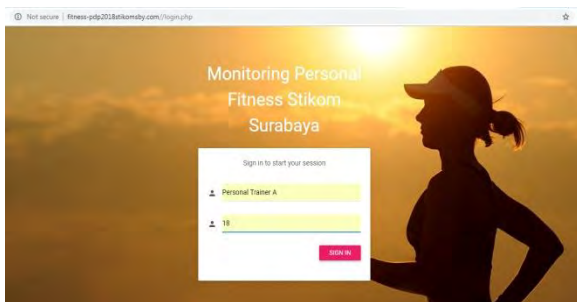 Not secure | fitness-pdp2018stikomsby.com//login.php
Monitoring Personal
Fitness Stikom
Surabaya
Sign in to start your session
Personal Trainer A
18
SIGN IN